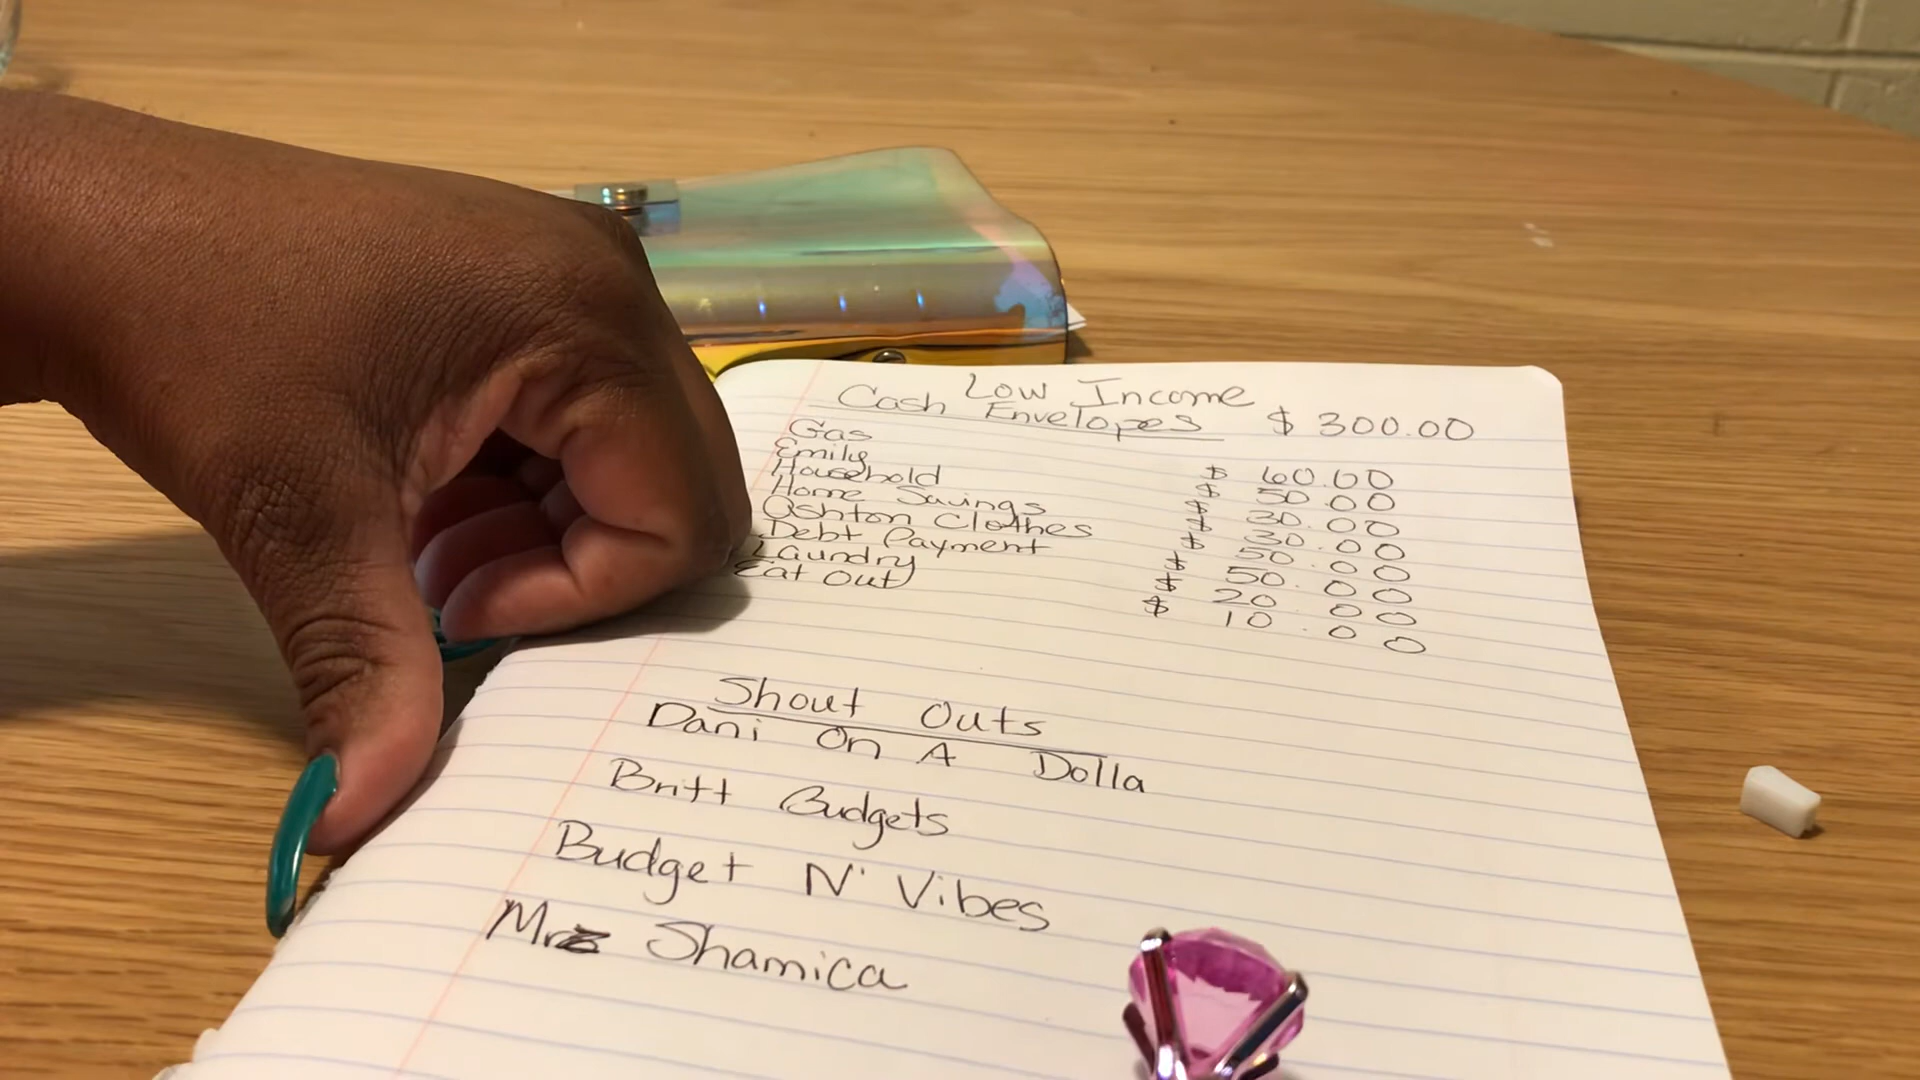 Low Income
Cash Envelopes $ 300.00
Gas $ 60.00
Emily $ 50.00
Household $ 30.00
Home Savings $ 30.00
Ashton Clothes $ 50.00
Debt Payment $ 50.00
Laundry $ 20.00
Eat Out $ 10.00
Shout Outs
Dani On A Dolla
Britt Budgets
Budget N' Vibes
Mrz Shamica